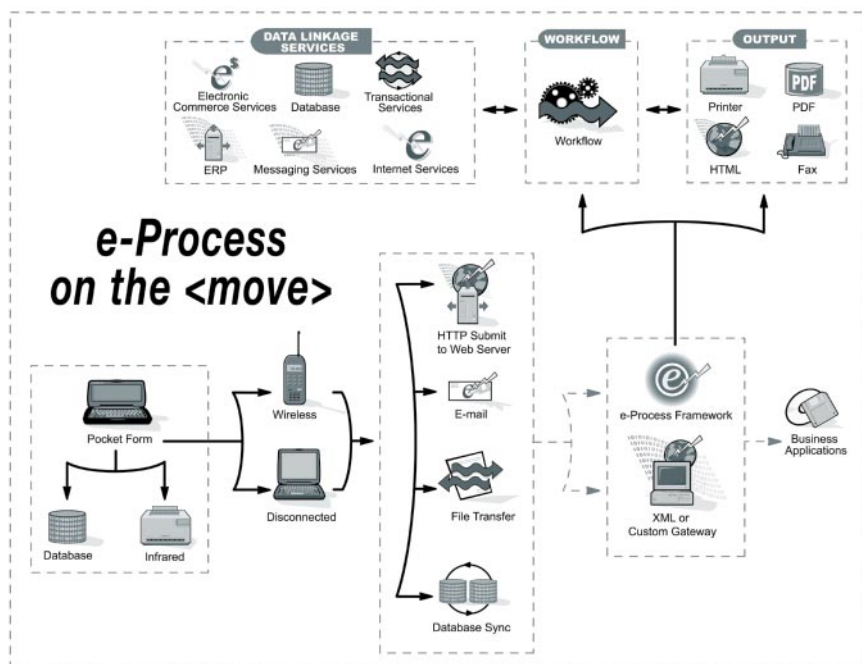 DATA LINKAGE
SERVICES
Electronic
Commerce Services
Database
Transactional
Services
ERP
Messaging Services
Internet Services
WORKFLOW
Workflow
OUTPUT
Printer
PDF
PDF
HTML
Fax
e-Process
on the <move>
Pocket Form
Database
Infrared
Wireless
Disconnected
HTTP Submit
to Web Server
E-mail
File Transfer
Database Sync
e-Process Framework
XML or
Custom Gateway
Business
Applications